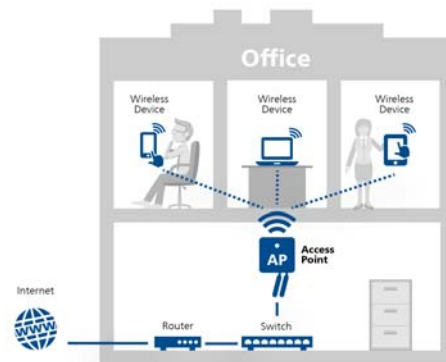 Office
Wireless
Device
Wireless
Device
Wireless
Device
AP
Access
Point
Internet
WWW
Router
Switch